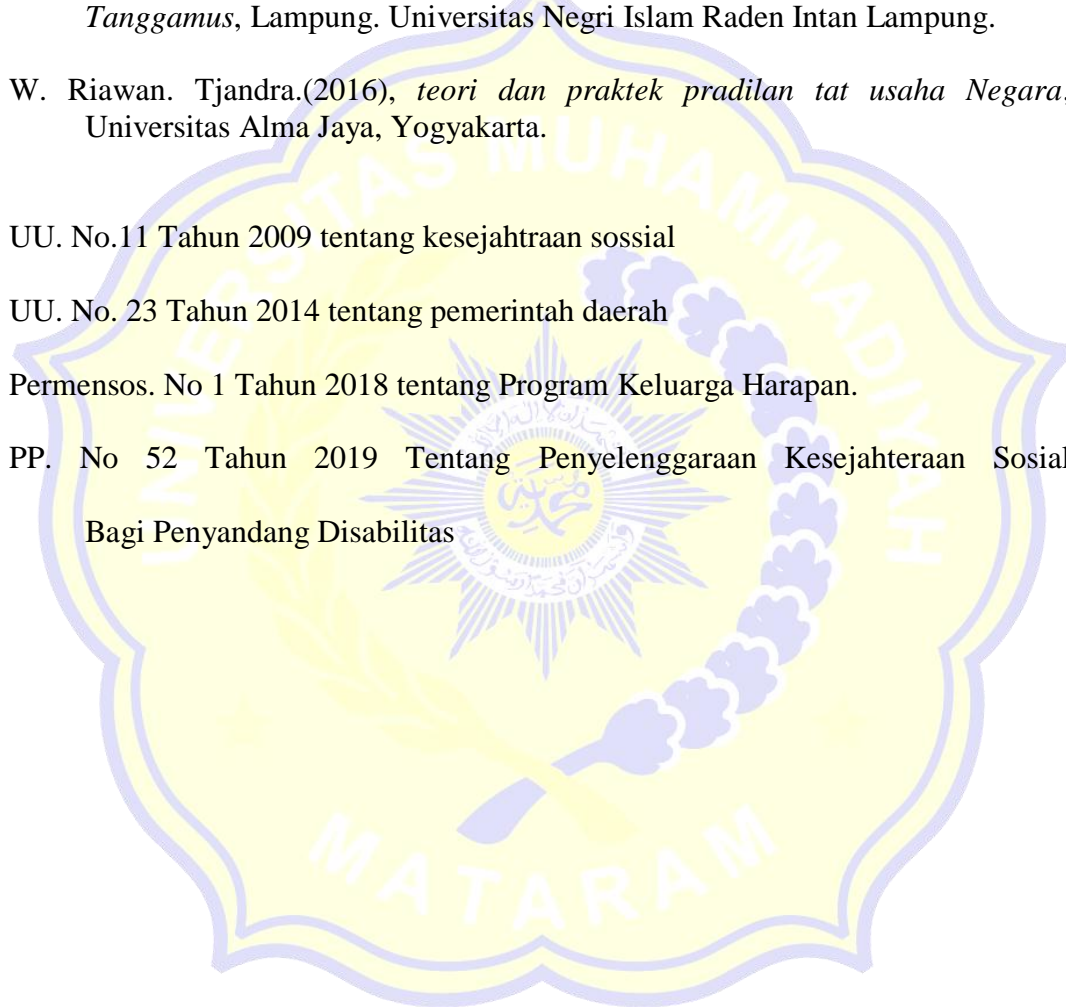 Tanggamus, Lampung. Universitas Negri Islam Raden Intan Lampung.
W. Riawan. Tjandra.(2016), teori dan praktek pradilan tat usaha Negara,
Universitas Alma Jaya, Yogyakarta.
UU. No.11 Tahun 2009 tentang kesejahtraan sossial
UU. No. 23 Tahun 2014 tentang pemerintah daerah
Permensos. No 1 Tahun 2018 tentang Program Keluarga Harapan.
PP. No 52 Tahun 2019 Tentang Penyelenggaraan Kesejahteraan Sosial
Bagi Penyandang Disabilitas
UNIVERSITAS MUHAMMADIYAH
MATARAM